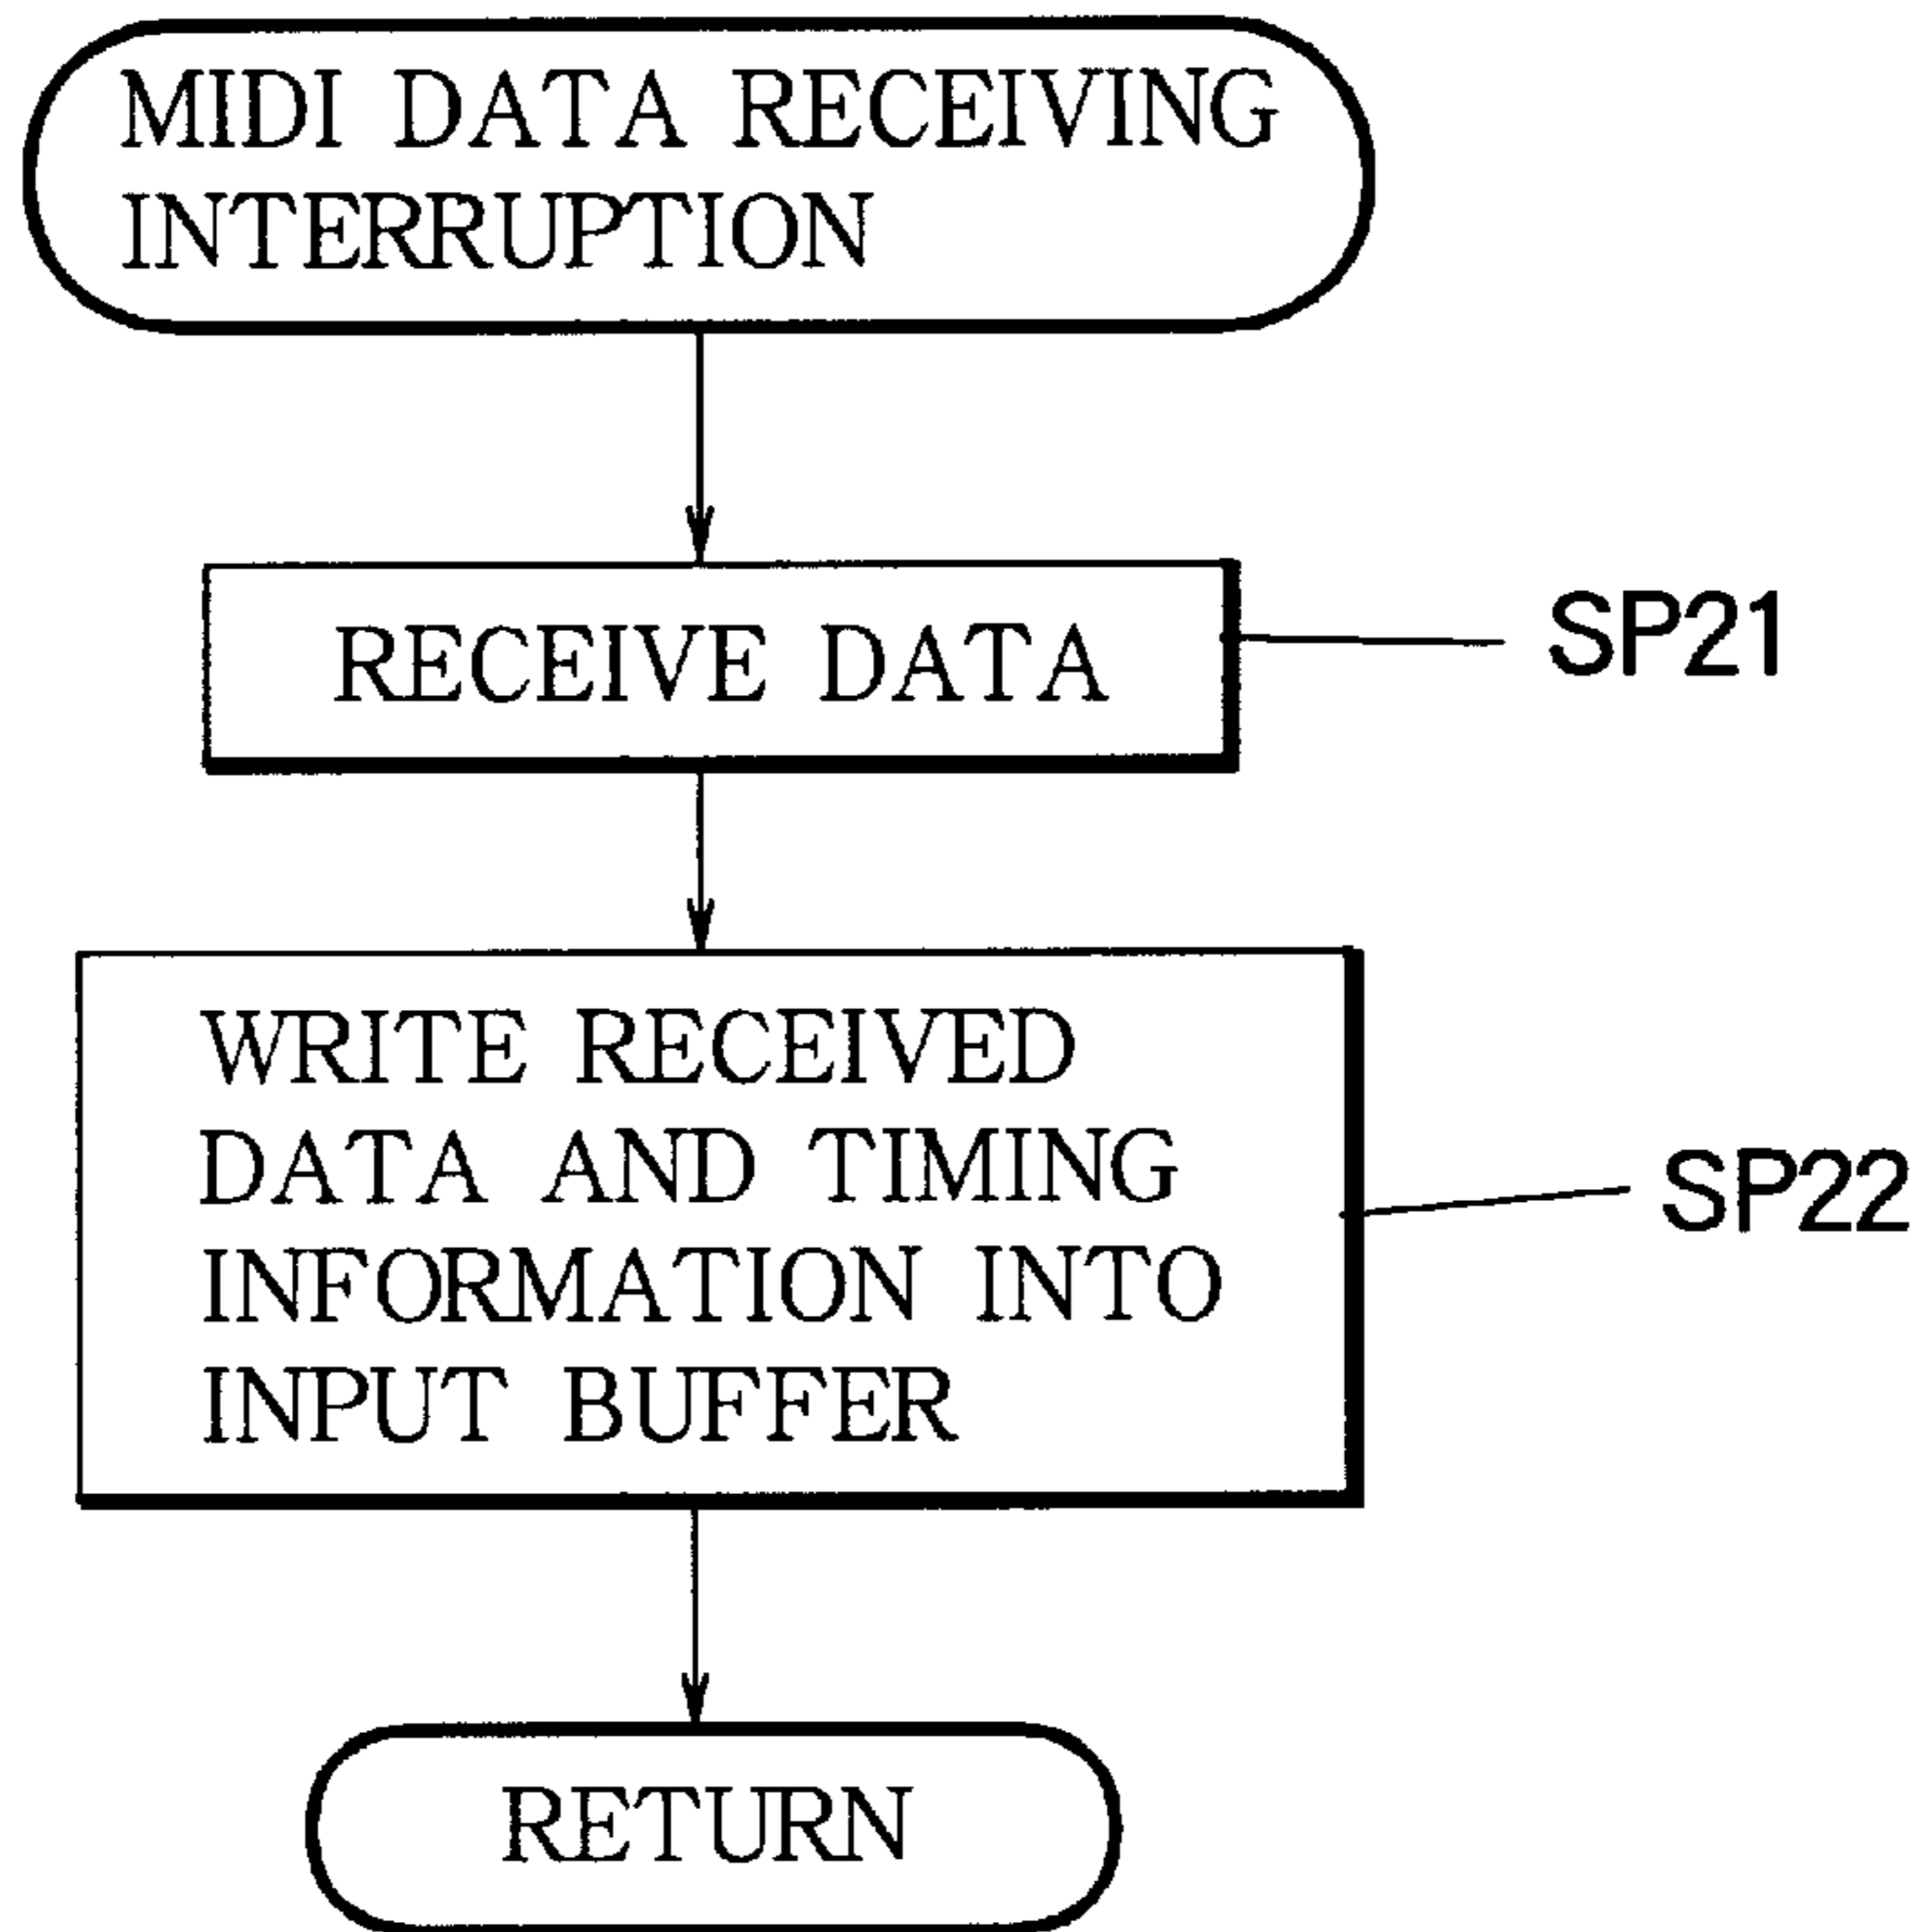 MIDI DATA RECEIVING
INTERRUPTION
RECEIVE DATA
SP21
WRITE RECEIVED
DATA AND TIMING
INFORMATION INTO
INPUT BUFFER
SP22
RETURN